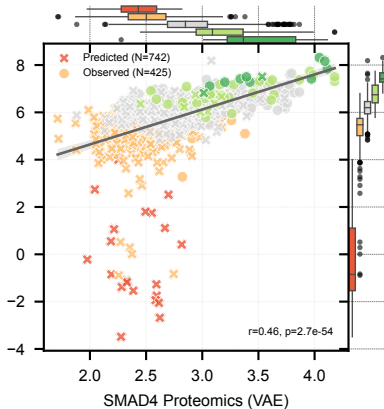 Predicted (N=742)
Observed (N=425)
8
6
4
2
0
−2
−4
r=0.46, p=2.7e-54
2.0 2.5 3.0 3.5 4.0
SMAD4 Proteomics (VAE)